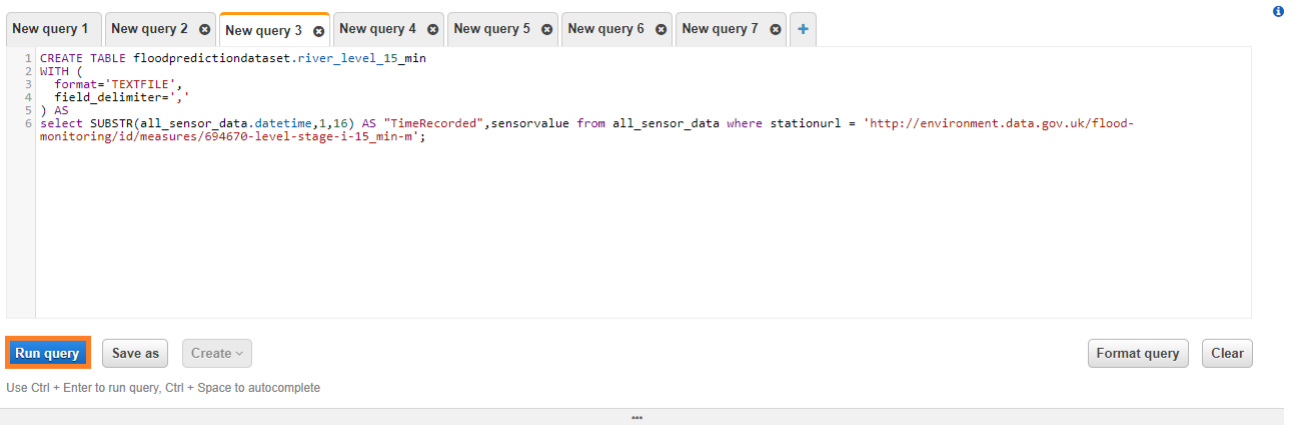 New query 1 New query 2 New query 3 New query 4 New query 5 New query 6 New query 7 +
1 CREATE TABLE floodpredictiondataset.river_level_15_min
2 WITH (
3 format='TEXTFILE',
4 field_delimiter=','
5 ) AS
6 select SUBSTR(all_sensor_data.datetime,1,16) AS "TimeRecorded",sensorvalue from all_sensor_data where stationurl = 'http://environment.data.gov.uk/flood-
monitoring/id/measures/694670-level-stage-i-15_min-m';
Run query Save as Create Format query Clear
Use Ctrl + Enter to run query, Ctrl + Space to autocomplete